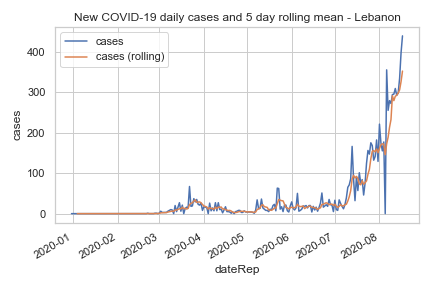 New COVID-19 daily cases and 5 day rolling mean - Lebanon
cases
cases (rolling)
400
300
200
100
0
cases
2020-01
2020-02
2020-03
2020-04
2020-05
2020-06
2020-07
2020-08
dateRep